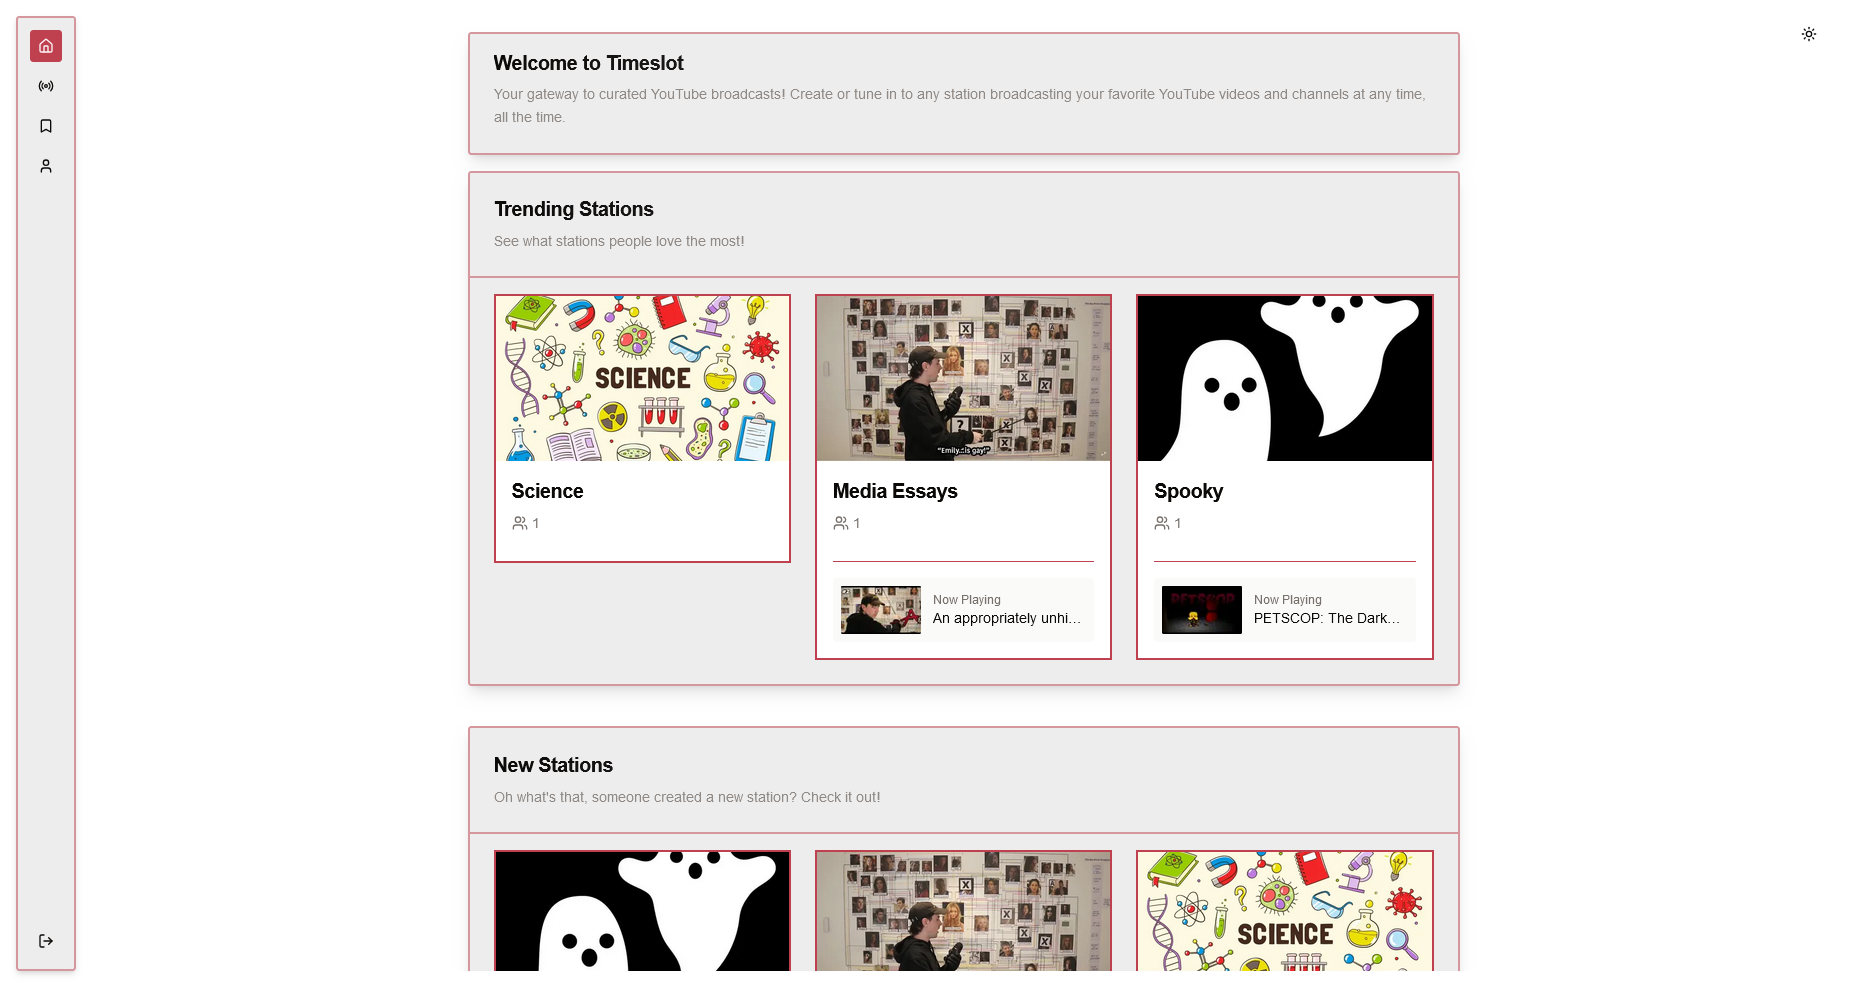 Welcome to Timeslot
Your gateway to curated YouTube broadcasts! Create or tune in to any station broadcasting your favorite YouTube videos and channels at any time,
all the time.
Trending Stations
See what stations people love the most!
SCIENCE
"Emily...is gay!"
Science
Media Essays
Spooky
1
1
1
Now Playing
An appropriately unhi...
Now Playing
PETSCOP
PETSCOP: The Dark...
New Stations
Oh what's that, someone created a new station? Check it out!
SCIENCE